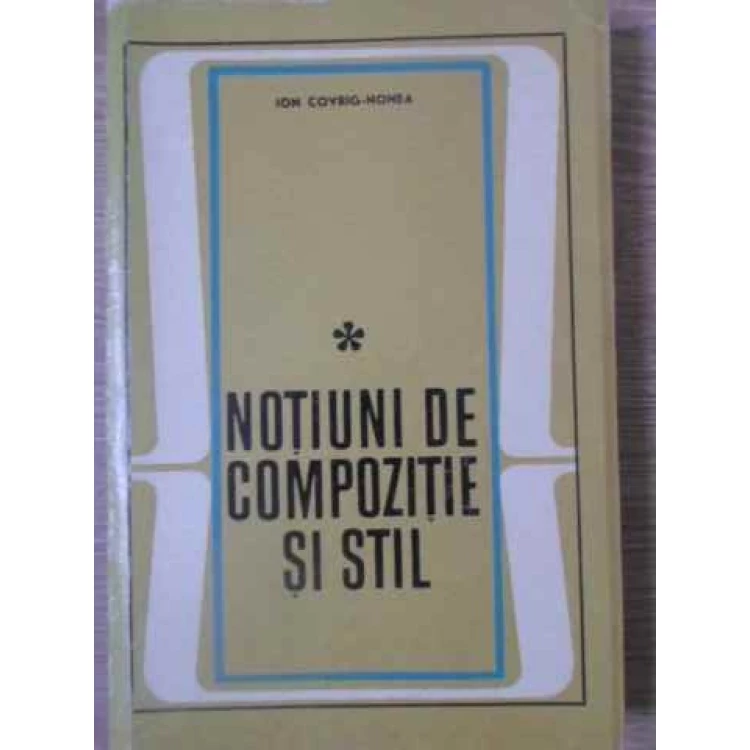 ION COVRIG-NONEA
*
NOȚIUNI DE
COMPOZIȚIE
ȘI STIL